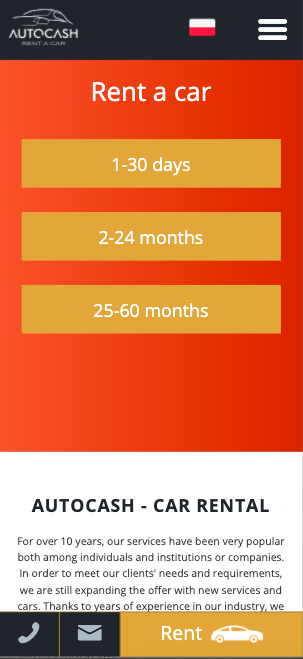 AUTOCASH
RENT A CAR
Rent a car
1-30 days
2-24 months
25-60 months
AUTOCASH - CAR RENTAL
For over 10 years, our services have been very popular
both among individuals and institutions or companies.
In order to meet our clients' needs and requirements,
we are still expanding the offer with new services and
cars. Thanks to years of experience in our industry, we
Rent